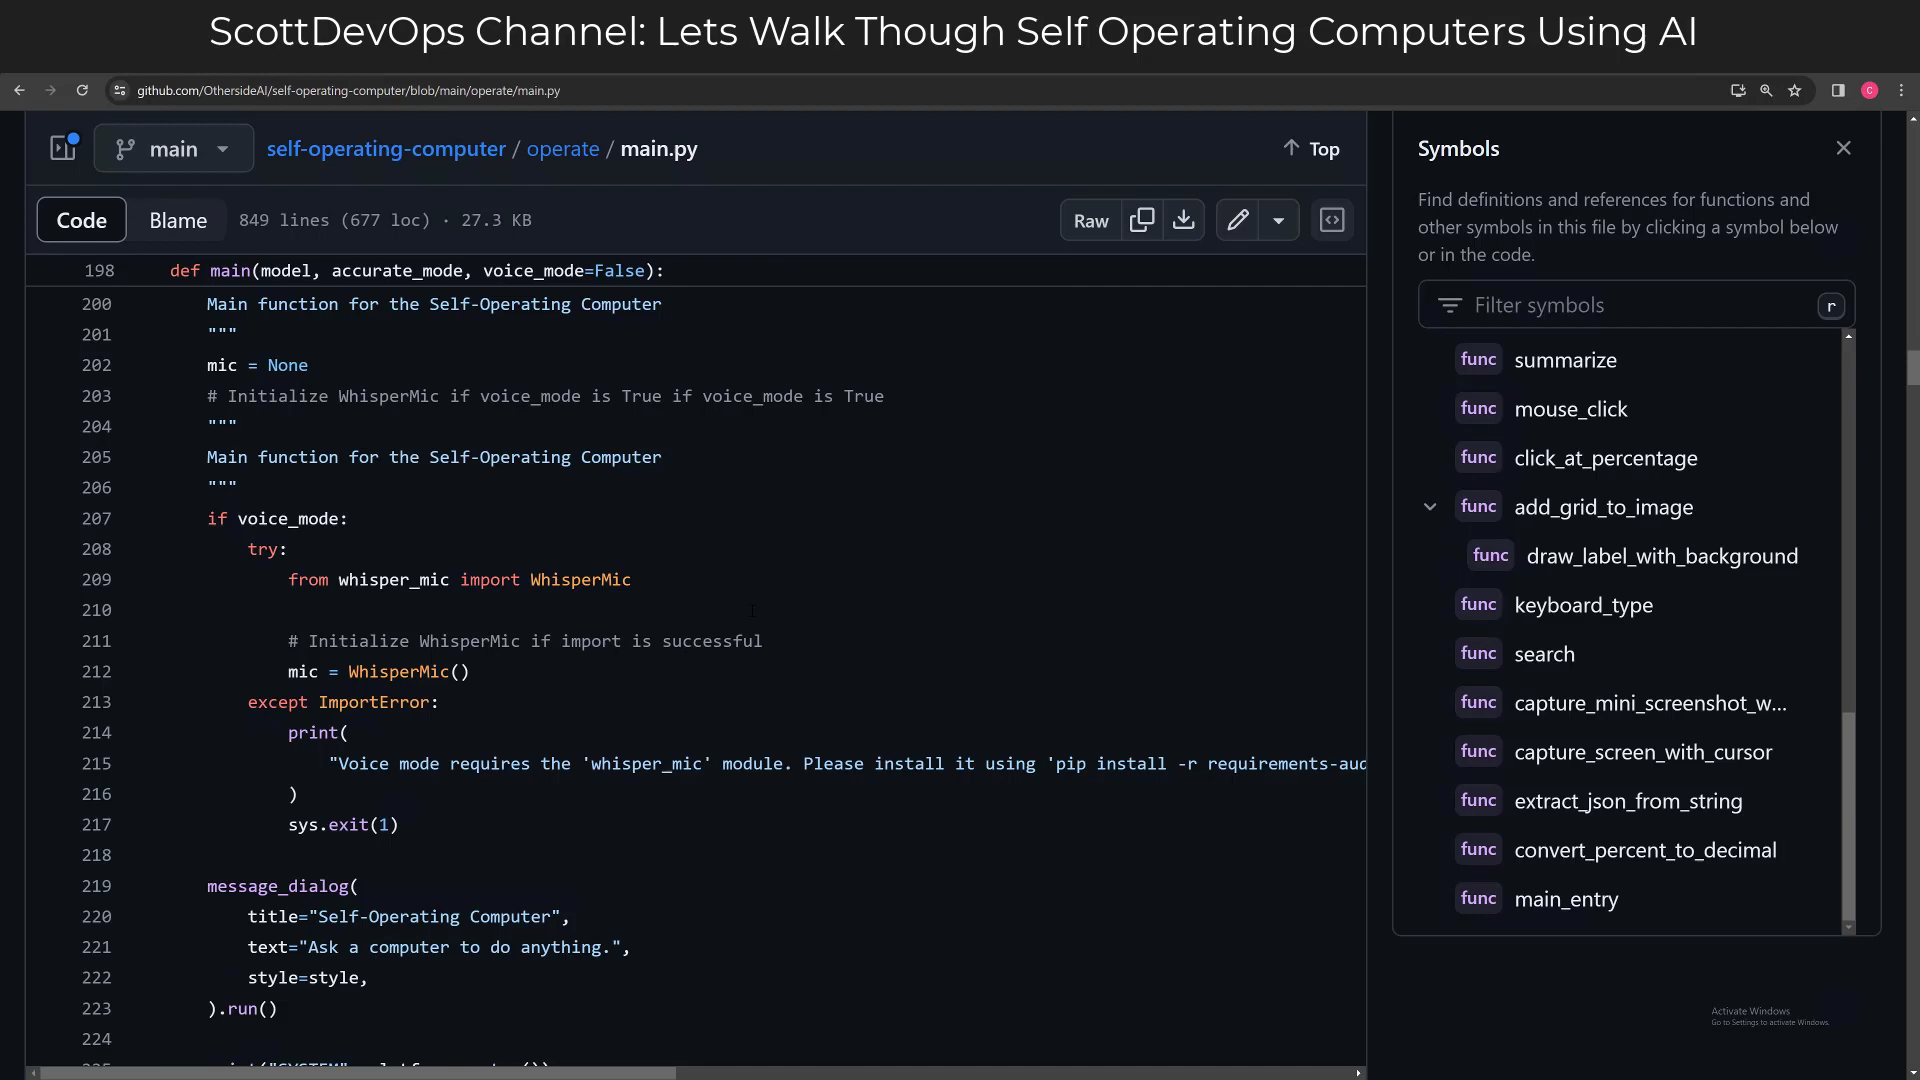 ScottDevOps Channel: Lets Walk Though Self Operating Computers Using AI
github.com/OthersideAI/self-operating-computer/blob/main/operate/main.py
C
main
self-operating-computer / operate / main.py
Top
Code
Blame
849 lines (677 loc) · 27.3 KB
Raw
198 def main(model, accurate_mode, voice_mode=False):
200 Main function for the Self-Operating Computer
201 """
202 mic = None
203 # Initialize WhisperMic if voice_mode is True if voice_mode is True
204 """
205 Main function for the Self-Operating Computer
206 """
207 if voice_mode:
208 try:
209 from whisper_mic import WhisperMic
210
211 # Initialize WhisperMic if import is successful
212 mic = WhisperMic()
213 except ImportError:
214 print(
215 "Voice mode requires the 'whisper_mic' module. Please install it using 'pip install -r requirements-aud
216 )
217 sys.exit(1)
218
219 message_dialog(
220 title="Self-Operating Computer",
221 text="Ask a computer to do anything.",
222 style=style,
223 ).run()
224
Symbols
Find definitions and references for functions and
other symbols in this file by clicking a symbol below
or in the code.
Filter symbols
r
func summarize
func mouse_click
func click_at_percentage
func add_grid_to_image
func draw_label_with_background
func keyboard_type
func search
func capture_mini_screenshot_w...
func capture_screen_with_cursor
func extract_json_from_string
func convert_percent_to_decimal
func main_entry
Activate Windows
Go to Settings to activate Windows.